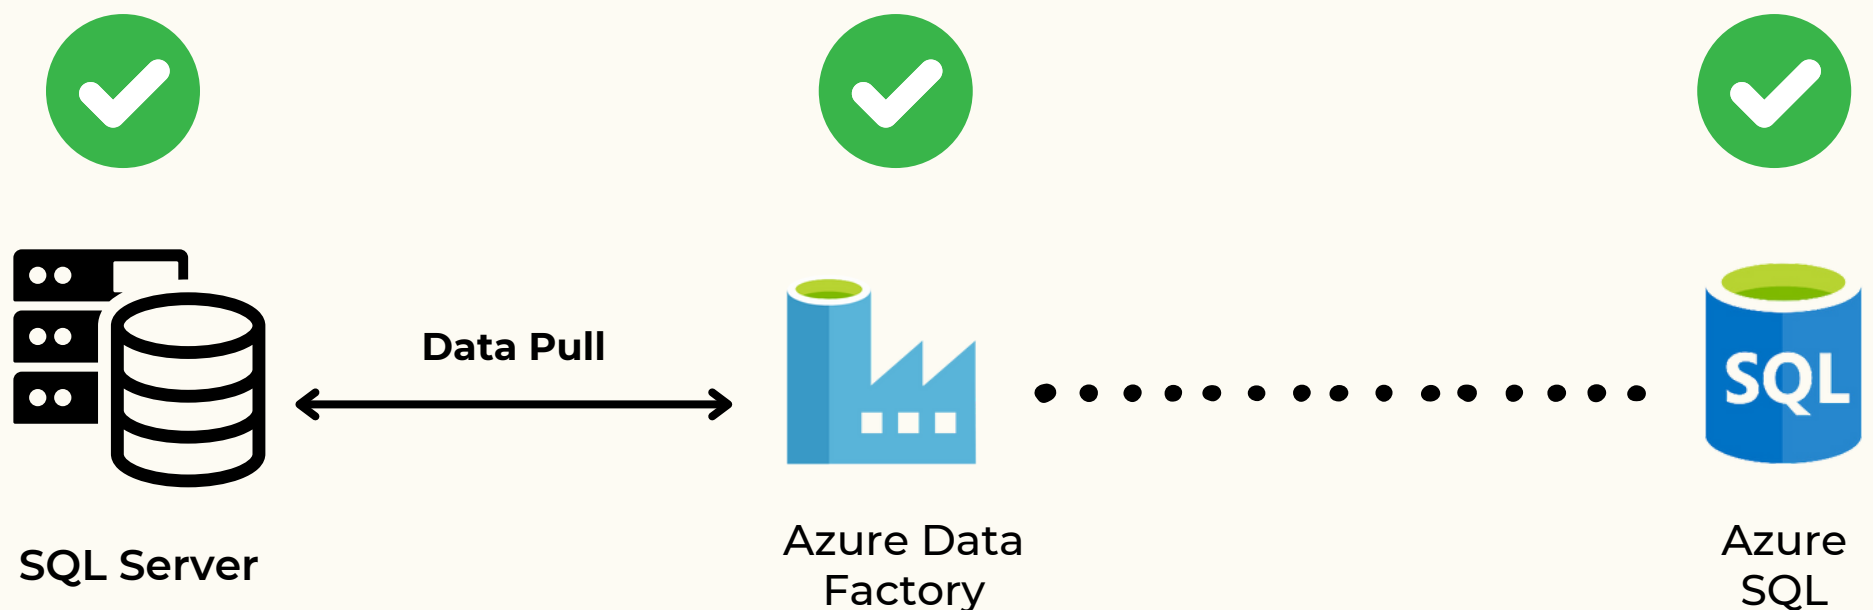 Data Pull
SQL
SQL Server
Azure Data
Factory
Azure
SQL